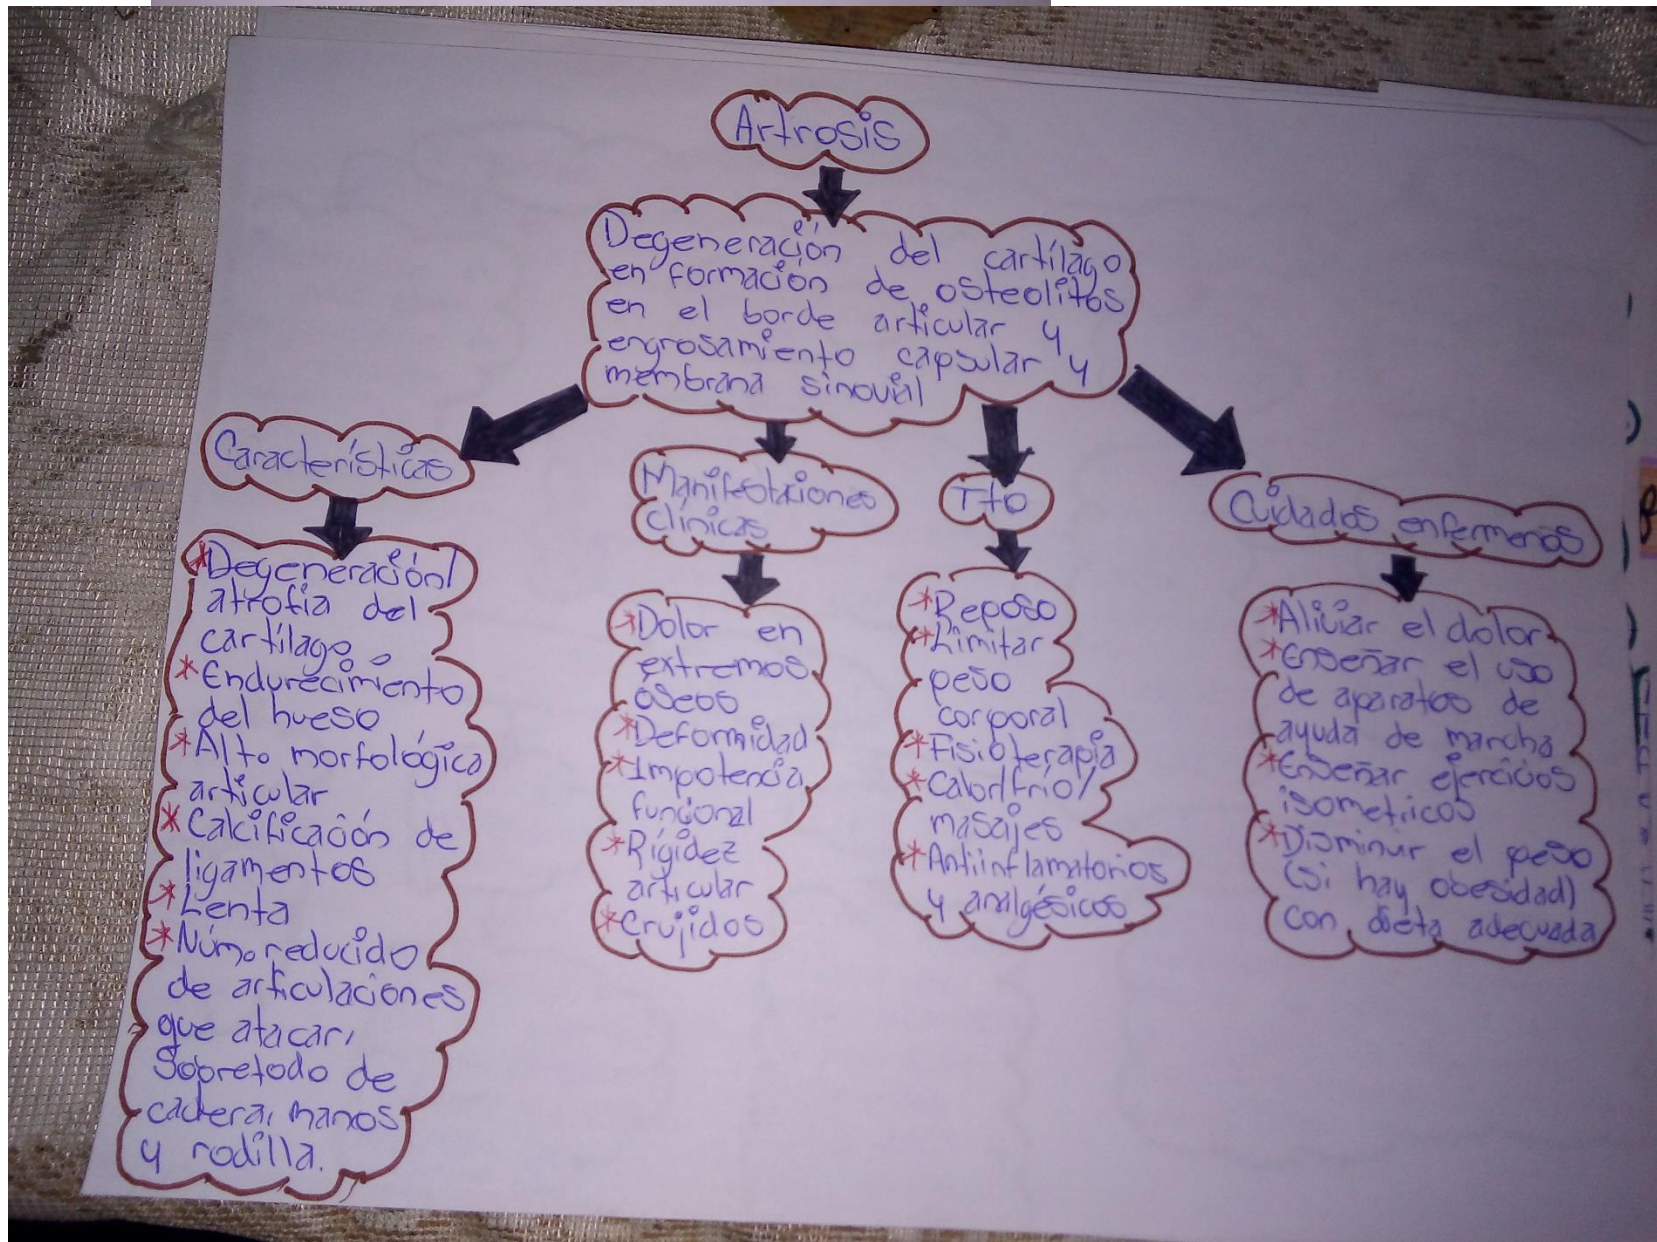 Artrosis
Degeneración del cartílago
en formación de osteolitos
en el borde articular y
engrosamiento capsular y
membrana sinovial
Características
*Degeneración/
atrofia del
cartílago
*Endurecimiento
del hueso
*Alto morfológica
articular
*Calcificación de
ligamentos
*Lenta
*Núm. reducido
de articulaciones
que atacar,
Sobretodo de
cadera, manos
y rodilla.
Manifestaciones
clínicas
*Dolor en
extremos
óseos
*Deformidad
*Impotencia
funcional
*Rigidez
articular
*Crujidos
Tto
*Reposo
*Limitar
peso
corporal
*Fisioterapia
*Calor/frío/
masajes
*Antiinflamatorios
y analgésicos
Cuidados enfermeros
*Aliviar el dolor
*Enseñar el uso
de aparatos de
ayuda de marcha
*Enseñar ejercicios
isometricos
*Disminuir el peso
(si hay obesidad)
con dieta adecuada